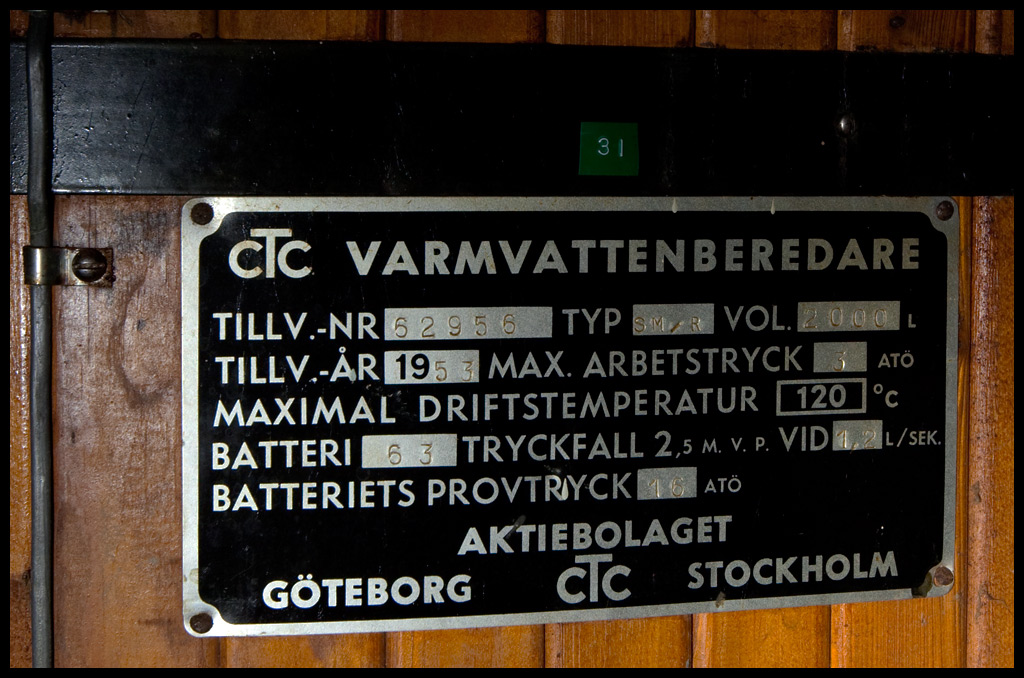 31
CTC VARMVATTENBEREDARE
TILLV.-NR 62956 TYP SM/R VOL. 2000 L
TILLV.-ÅR 1953 MAX. ARBETSTRYCK 3 ATÖ
MAXIMAL DRIFTSTEMPERATUR 120 °C
BATTERI 63 TRYCKFALL 2,5 M. V. P. VID 1,2 L/SEK.
BATTERIETS PROVTRYCK 16 ATÖ
AKTIEBOLAGET
GÖTEBORG CTC STOCKHOLM